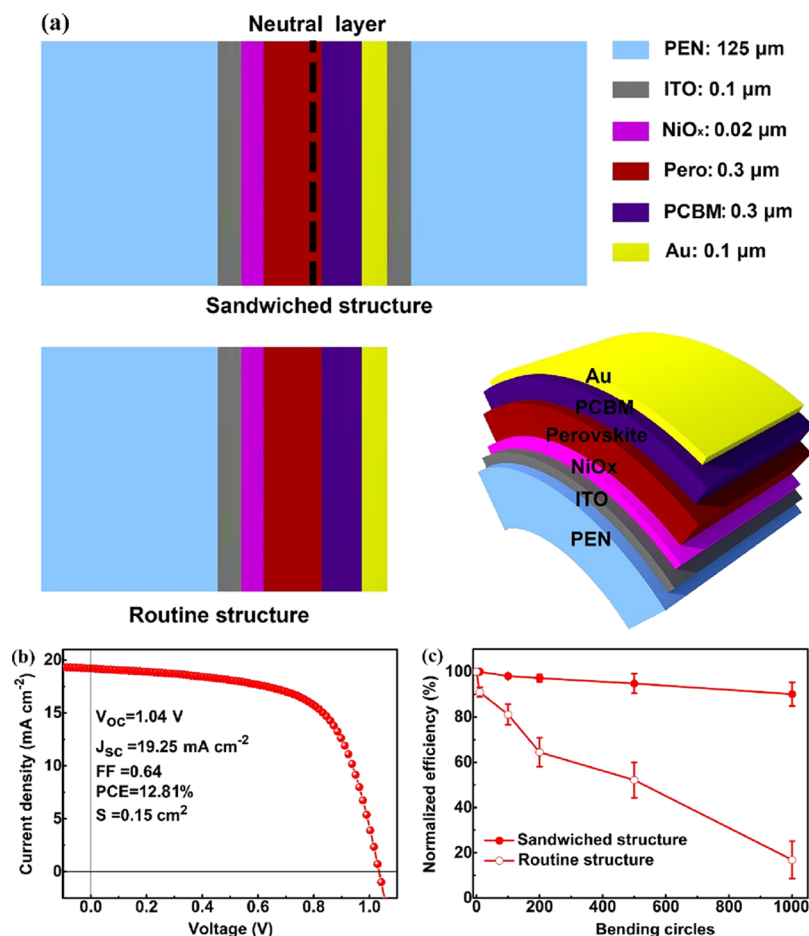 (a)
Neutral layer
PEN: 125 μm
ITO: 0.1 μm
NiOx: 0.02 μm
Pero: 0.3 μm
PCBM: 0.3 μm
Au: 0.1 μm
Sandwiched structure
Au
PCBM
Perovskite
NiOx
ITO
PEN
Routine structure
(b)
20
15
10
5
0
Current density (mA cm-2)
VOC=1.04 V
JSC =19.25 mA cm-2
FF =0.64
PCE=12.81%
S =0.15 cm2
0.0 0.2 0.4 0.6 0.8 1.0
Voltage (V)
(c)
100
80
60
40
20
0
Normalized efficiency (%)
Sandwiched structure
Routine structure
0 200 400 600 800 1000
Bending circles